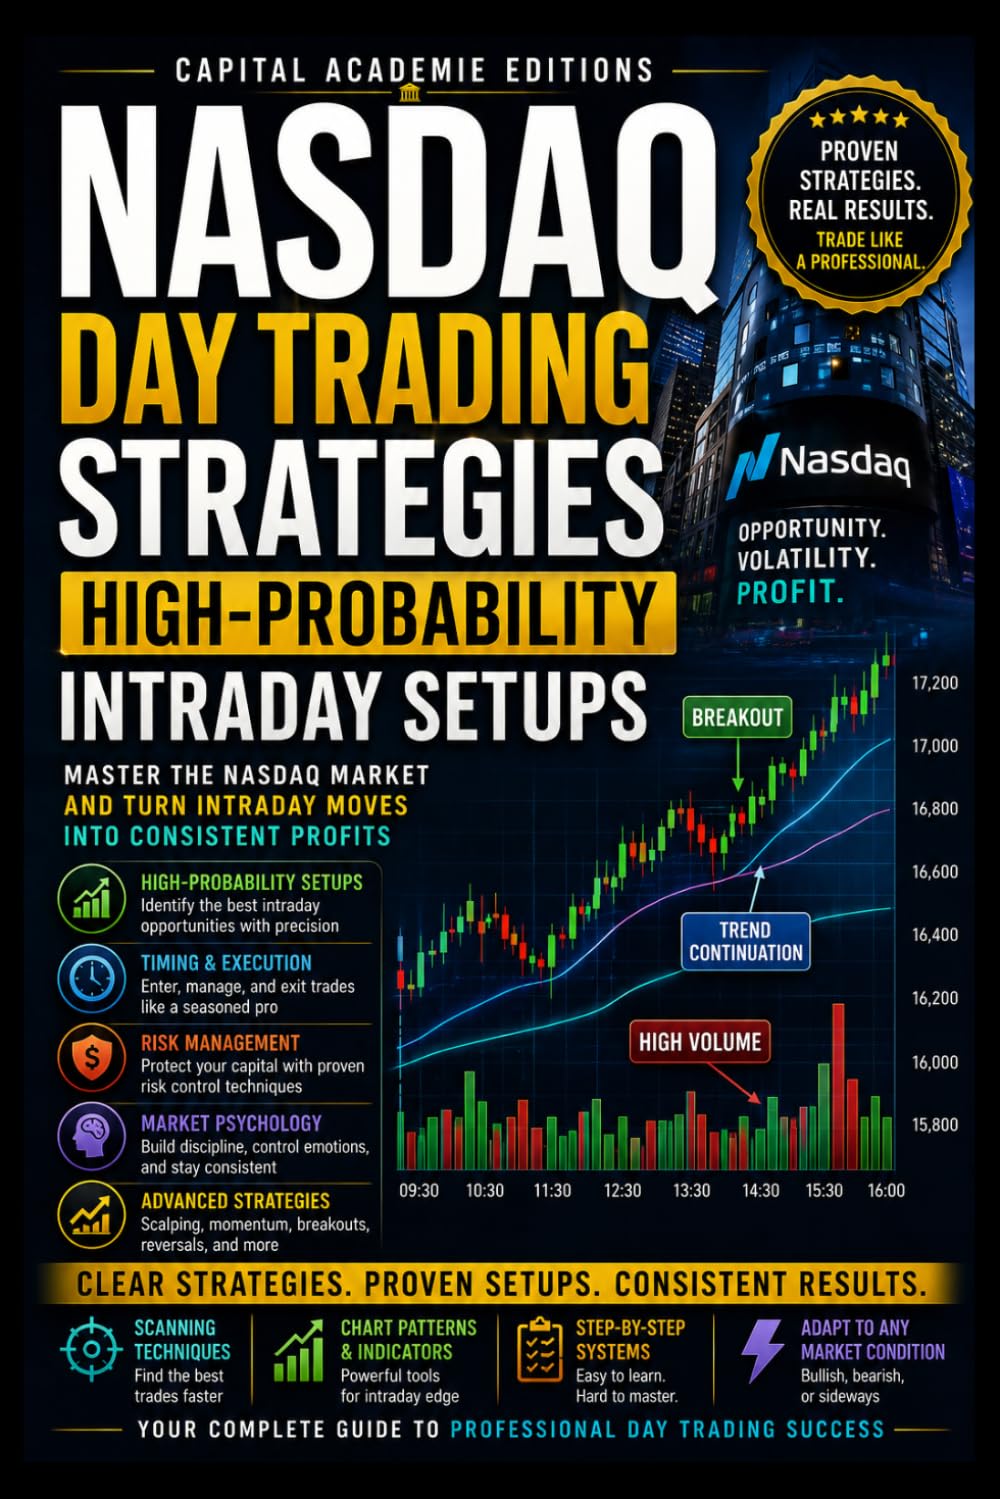 CAPITAL ACADEMIE EDITIONS
NASDAQ
DAY TRADING
STRATEGIES
HIGH-PROBABILITY
INTRADAY SETUPS
MASTER THE NASDAQ MARKET
AND TURN INTRADAY MOVES
INTO CONSISTENT PROFITS
PROVEN
STRATEGIES.
REAL RESULTS.
TRADE LIKE
A PROFESSIONAL.
Nasdaq
OPPORTUNITY.
VOLATILITY.
PROFIT.
HIGH-PROBABILITY SETUPS
Identify the best intraday
opportunities with precision
TIMING & EXECUTION
Enter, manage, and exit trades
like a seasoned pro
RISK MANAGEMENT
Protect your capital with proven
risk control techniques
MARKET PSYCHOLOGY
Build discipline, control emotions,
and stay consistent
ADVANCED STRATEGIES
Scalping, momentum, breakouts,
reversals, and more
BREAKOUT
TREND
CONTINUATION
HIGH VOLUME
17,200
17,000
16,800
16,600
16,400
16,200
16,000
15,800
09:30 10:30 11:30 12:30 13:30 14:30 15:30 16:00
CLEAR STRATEGIES. PROVEN SETUPS. CONSISTENT RESULTS.
SCANNING
TECHNIQUES
Find the best
trades faster
CHART PATTERNS
& INDICATORS
Powerful tools
for intraday edge
STEP-BY-STEP
SYSTEMS
Easy to learn.
Hard to master.
ADAPT TO ANY
MARKET CONDITION
Bullish, bearish,
or sideways
YOUR COMPLETE GUIDE TO PROFESSIONAL DAY TRADING SUCCESS